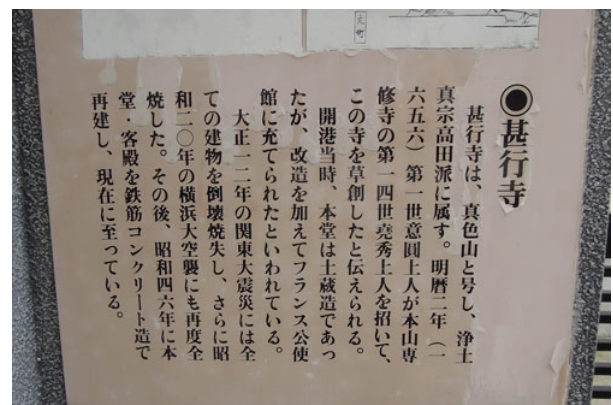 ◉甚行寺
甚行寺は、真色山と号し、浄土
真宗高田派に属す。明暦二年（一
六五六）第一世意圓上人が本山専
修寺の第一四世堯秀上人を招いて、
この寺を草創したと伝えられる。
開港当時、本堂は土蔵造であっ
たが、改造を加えてフランス公使
館に充てられたといわれている。
大正一二年の関東大震災には全
ての建物を倒壊焼失し、さらに昭
和二〇年の横浜大空襲にも再度全
焼した。その後、昭和四六年に本
堂・客殿を鉄筋コンクリート造で
再建し、現在に至っている。